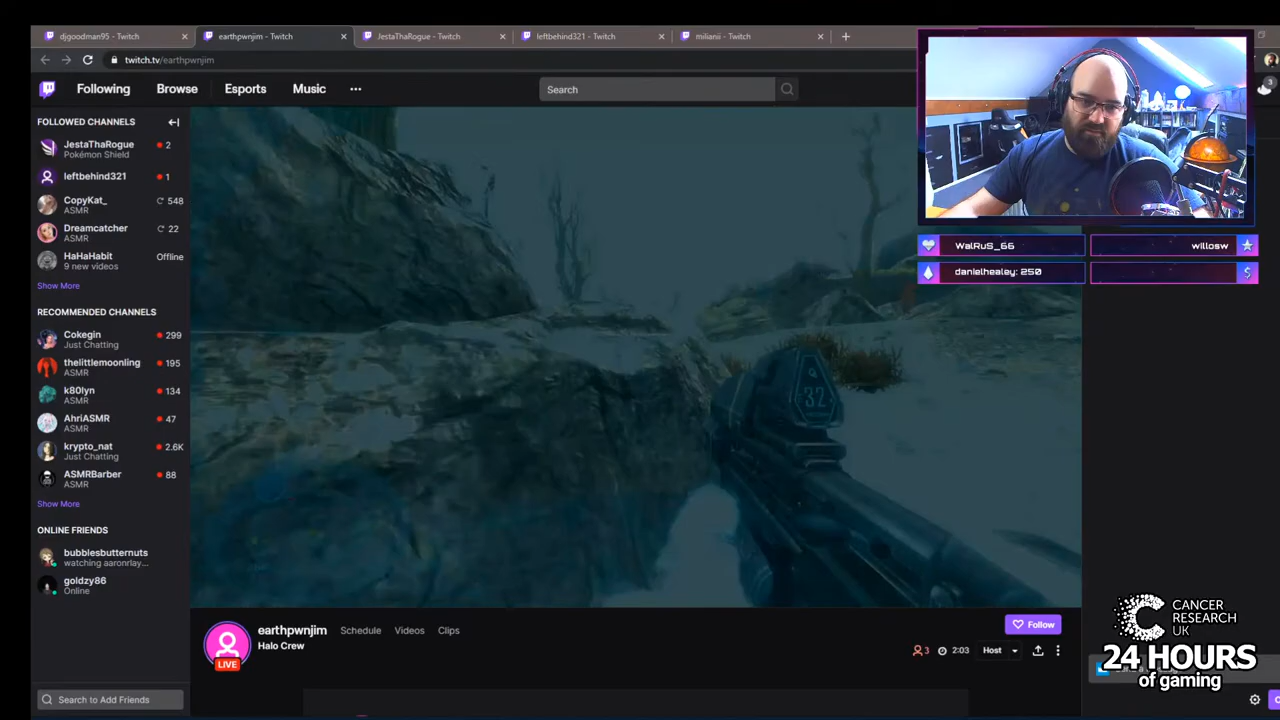 djgoodman95 - Twitch
earthpwnjim - Twitch
JestaThaRogue - Twitch
leftbehind321 - Twitch
milianii - Twitch
twitch.tv/earthpwnjim
Following
Browse
Esports
Music
Search
3
FOLLOWED CHANNELS
JestaThaRogue 2
Pokémon Shield
leftbehind321 1
CopyKat_ 548
ASMR
Dreamcatcher 22
ASMR
HaHaHabit Offline
9 new videos
Show More
RECOMMENDED CHANNELS
Cokegin 299
Just Chatting
thelittlemoonling 195
ASMR
k80lyn 134
ASMR
AhriASMR 47
ASMR
krypto_nat 2.6K
Just Chatting
ASMRBarber 88
ASMR
Show More
ONLINE FRIENDS
bubblesbutternuts
watching aaronrlay...
goldzy86
Online
Search to Add Friends
32
WalRuS_66
willosw
danielhealey: 250
$
earthpwnjim
Schedule
Videos
Clips
Halo Crew
LIVE
Follow
3
2:03
Host
CANCER
RESEARCH
UK
24 HOURS
of gaming